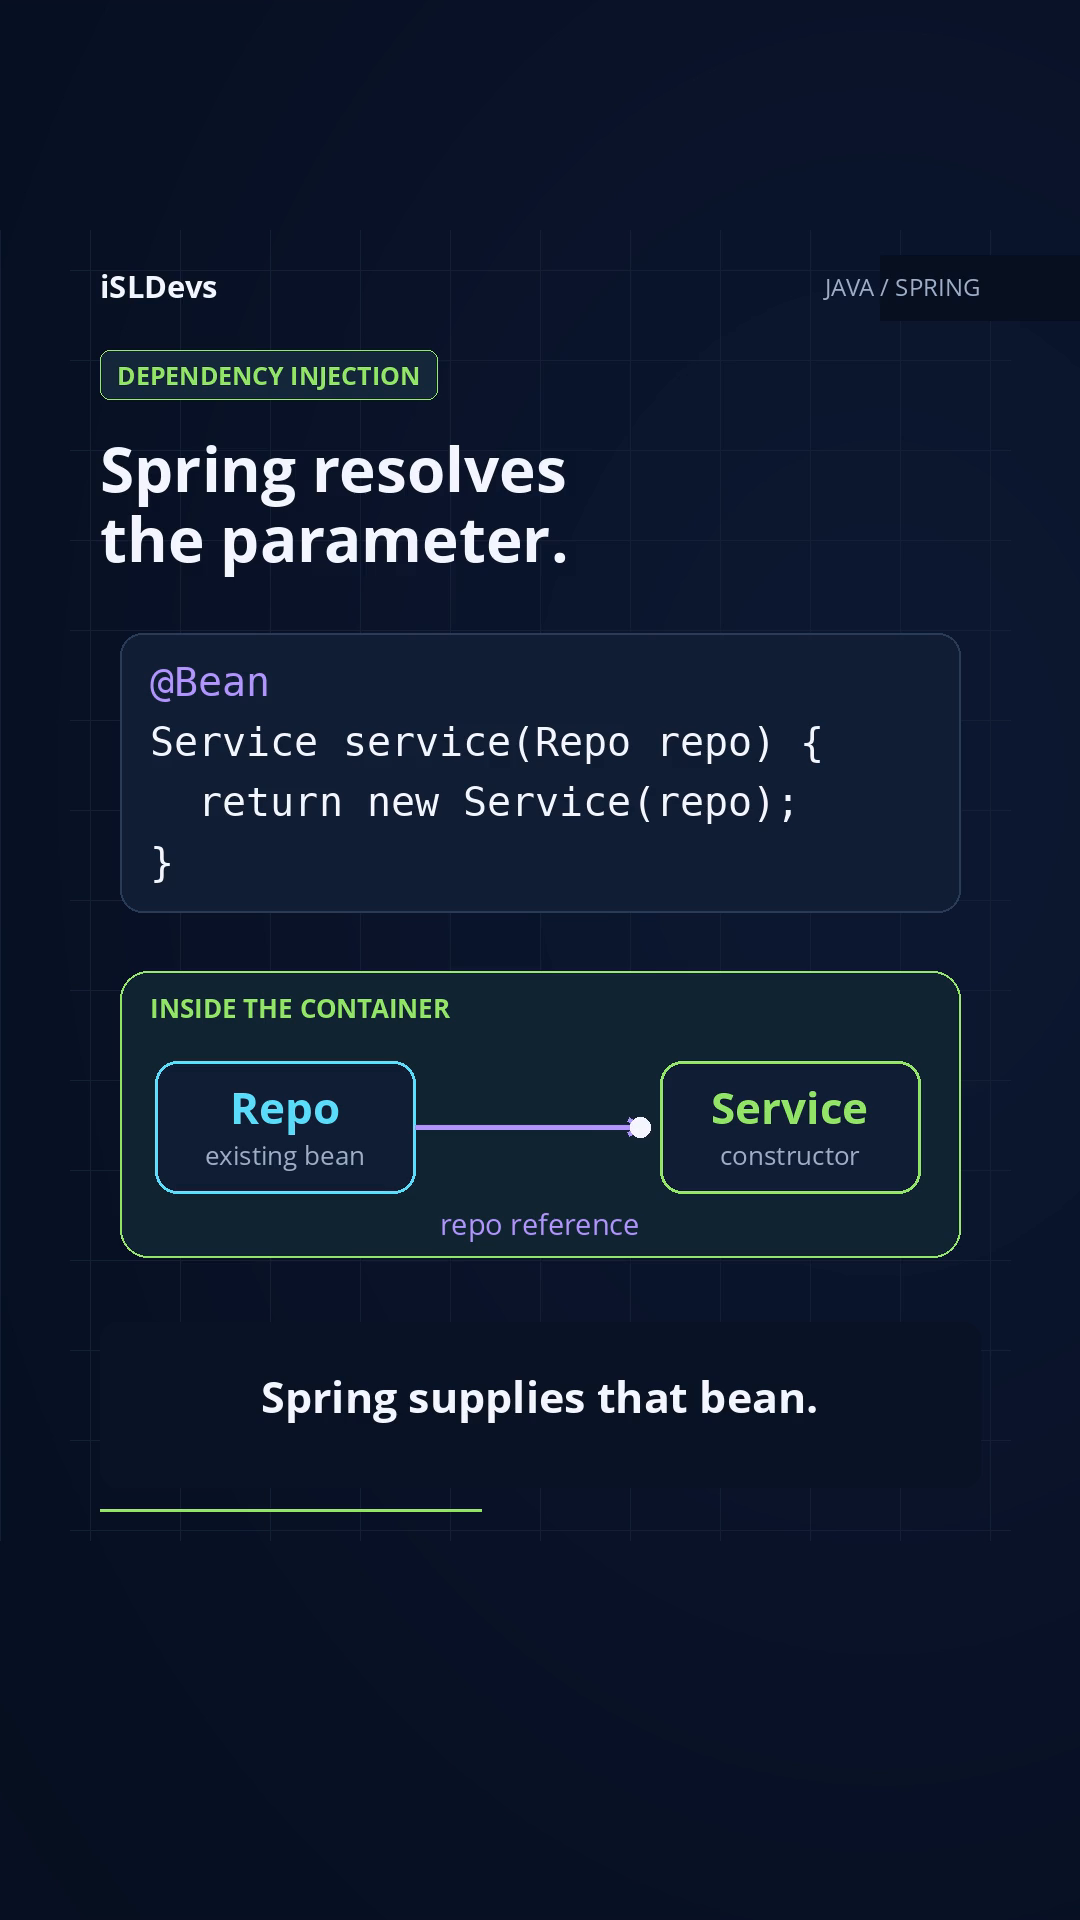 iSLDevs
JAVA / SPRING
DEPENDENCY INJECTION
Spring resolves
the parameter.
@Bean
Service service(Repo repo) {
  return new Service(repo);
}
INSIDE THE CONTAINER
Repo
existing bean
Service
constructor
repo reference
Spring supplies that bean.